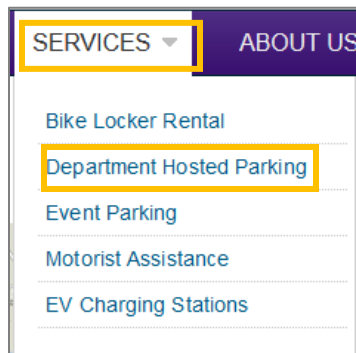 SERVICES ABOUT US
Bike Locker Rental
Department Hosted Parking
Event Parking
Motorist Assistance
EV Charging Stations